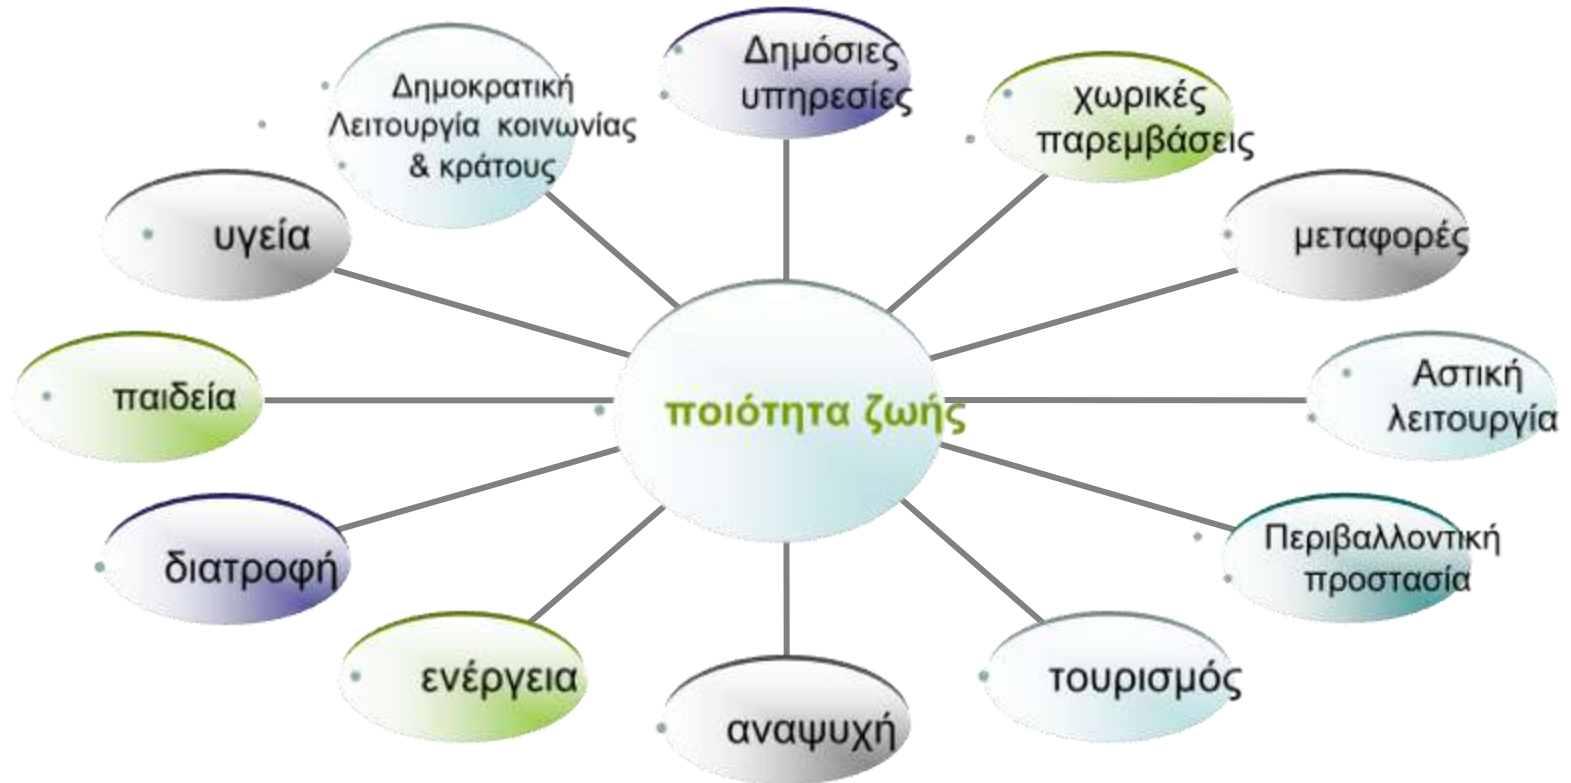 Δημόσιες
υπηρεσίες
χωρικές
παρεμβάσεις
μεταφορές
Αστική
λειτουργία
Περιβαλλοντική
προστασία
τουρισμός
αναψυχή
ενέργεια
διατροφή
παιδεία
υγεία
Δημοκρατική
Λειτουργία κοινωνίας
& κράτους
ποιότητα ζωής